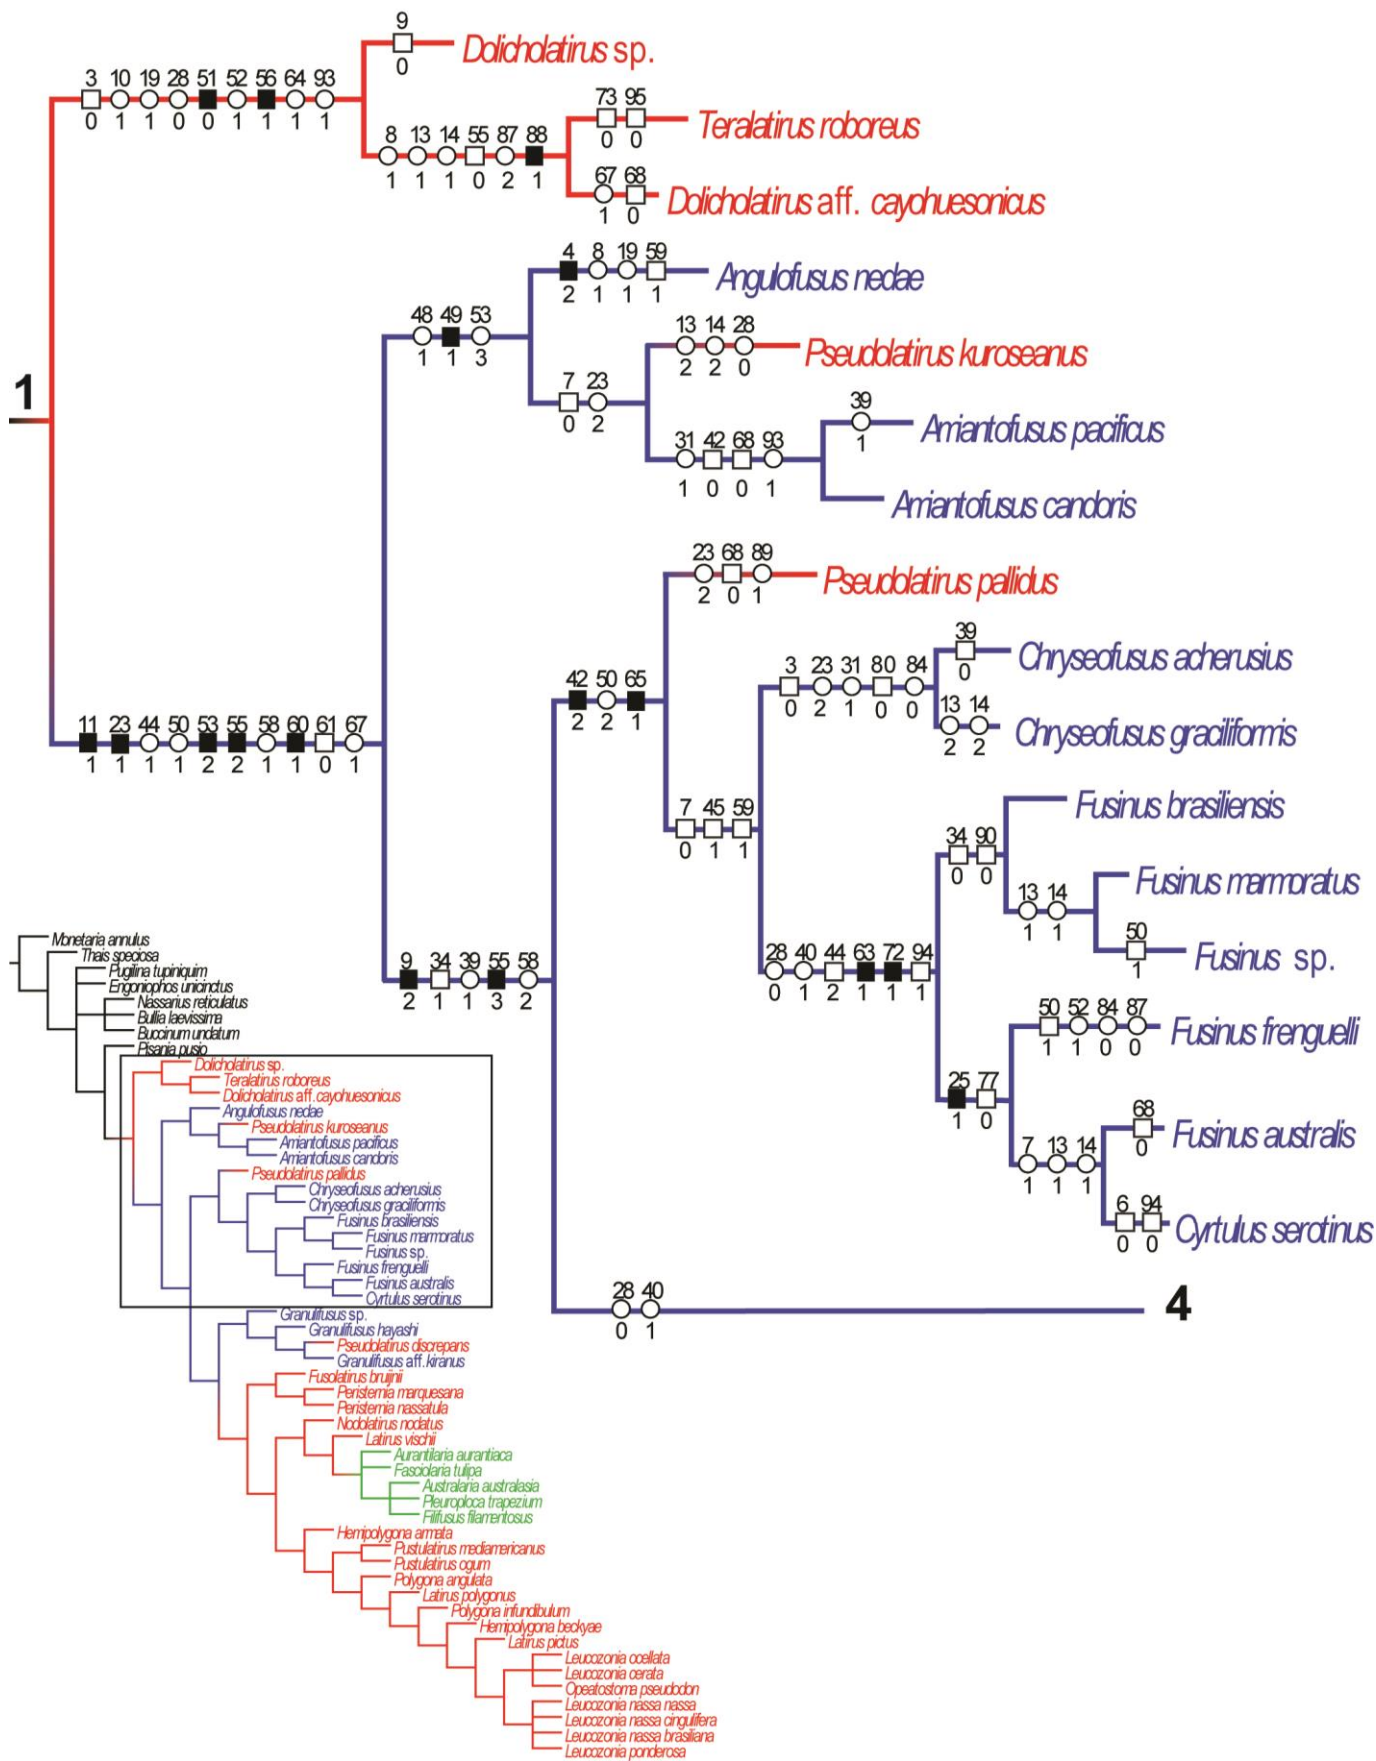 9
0
Dolicholatirus sp.
3 10 19 28 51 52 56 64 93
0 1 1 0 0 1 1 1 1
73 95
0 0
Teralatirus roboreus
8 13 14 55 87 88
1 1 1 0 2 1
67 68
1 0
Dolicholatirus aff. cayohuesonicus
4 8 19 59
2 1 1 1
Angulofusus nedae
48 49 53
1 1 3
13 14 28
2 2 0
Pseudolatirus kuroseanus
1
7 23
0 2
39
1
Amiantofusus pacificus
31 42 68 93
1 0 0 1
Amiantofusus candoris
23 68 89
2 0 1
Pseudolatirus pallidus
39
0
Chryseofusus acherusius
42 50 65
2 2 1
3 23 31 80 84
0 2 1 0 0
13 14
2 2
Chryseofusus graciliformis
11 23 44 50 53 55 58 60 61 67
1 1 1 1 2 2 1 1 0 1
7 45 59
0 1 1
Fusinus brasiliensis
34 90
0 0
13 14
1 1
Fusinus marmoratus
50
1
Fusinus sp.
9 34 39 55 58
2 1 1 3 2
28 40 44 63 72 94
0 1 2 1 1 1
50 52 84 87
1 1 0 0
Fusinus frenguelli
25 77
1 0
68
0
Fusinus australis
7 13 14
1 1 1
6 94
0 0
Cyrtulus serotinus
28 40
0 1
4
Monetaria annulus
Thais speciosa
Pugilina tupiniquim
Engoniophos unicinctus
Nassarius reticulatus
Bullia laevissima
Buccinum undatum
Pisania pusio
Dolicholatirus sp.
Teralatirus roboreus
Dolicholatirus aff.cayohuesonicus
Angulofusus nedae
Pseudolatirus kuroseanus
Amiantofusus pacificus
Amiantofusus candoris
Pseudolatirus pallidus
Chryseofusus acherusius
Chryseofusus graciliformis
Fusinus brasiliensis
Fusinus marmoratus
Fusinus sp.
Fusinus frenguelli
Fusinus australis
Cyrtulus serotinus
Granulifusus sp.
Granulifusus hayashi
Pseudolatirus discrepans
Granulifusus aff.kiranus
Fusolatirus bruijnii
Peristernia marquesana
Peristernia nassatula
Nodolatirus nodatus
Latirus vischii
Aurantilaria aurantiaca
Fasciolaria tulipa
Australaria australasia
Pleuroploca trapezium
Filifusus filamentosus
Hemipolygona armata
Pustulatirus mediamericanus
Pustulatirus ogum
Polygona angulata
Latirus polygonus
Polygona infundibulum
Hemipolygona beckyae
Latirus pictus
Leucozonia ocellata
Leucozonia cerata
Opeatostoma pseudodon
Leucozonia nassa nassa
Leucozonia nassa cingulifera
Leucozonia nassa brasiliana
Leucozonia ponderosa